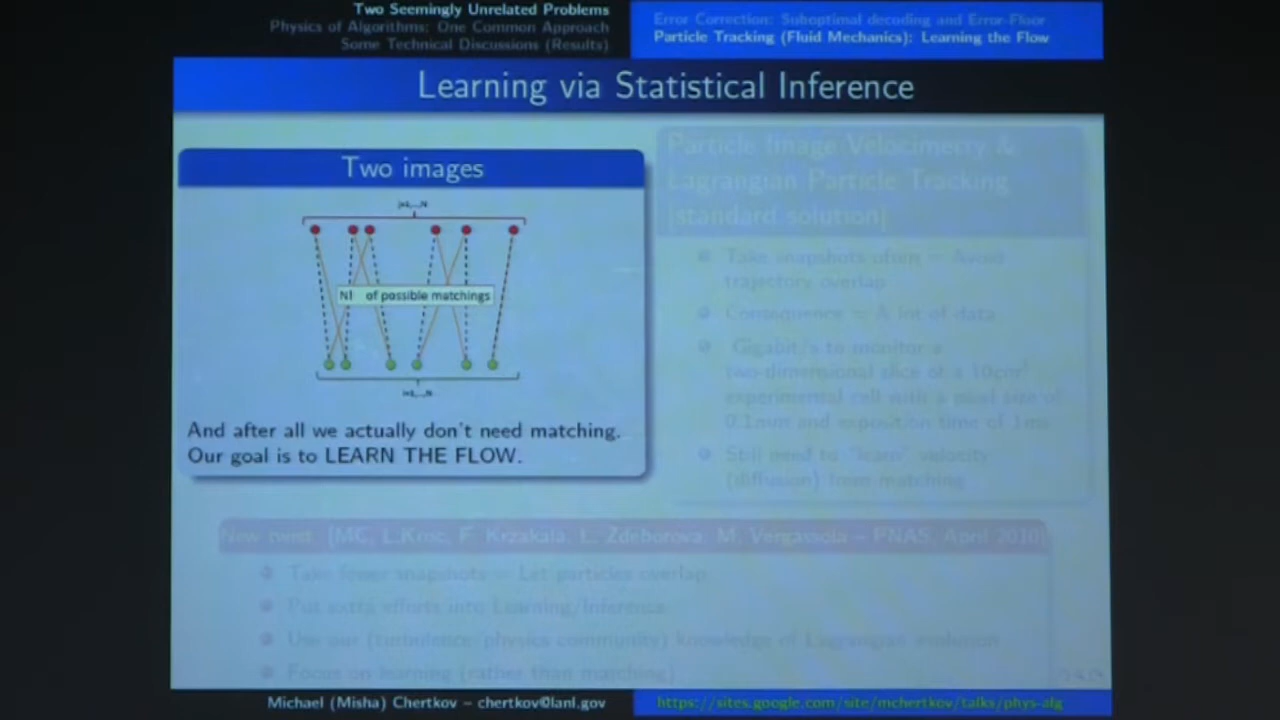 Two Seemingly Unrelated Problems
Physics of Algorithms: One Common Approach
Some Technical Discussions (Results)
Error Correction: Suboptimal decoding and Error-Floor
Particle Tracking (Fluid Mechanics): Learning the Flow
Learning via Statistical Inference
Two images
j=1,...,N
N! of possible matchings
i=1,...,N
And after all we actually don't need matching.
Our goal is to LEARN THE FLOW.
Particle Image Velocimetry &
Lagrangian Particle Tracking
[standard solution]
Take snapshots often = Avoid
trajectory overlap
Consequence = A lot of data
Gigabit/s to monitor a
two-dimensional slice of a 10cm³
experimental cell with a pixel size of
0.1mm and exposition time of 1ms
Still need to "learn" velocity
(diffusion) from matching
New twist [MC, L.Kroc, F. Krzakala, L. Zdeborova, M. Vergassola – PNAS, April 2010]
Take fewer snapshots = Let particles overlap
Put extra efforts into Learning/Inference
Use our (turbulence/physics community) knowledge of Lagrangian evolution
Focus on learning (rather than matching)
Michael (Misha) Chertkov – chertkov@lanl.gov
https://sites.google.com/site/mchertkov/talks/phys-alg